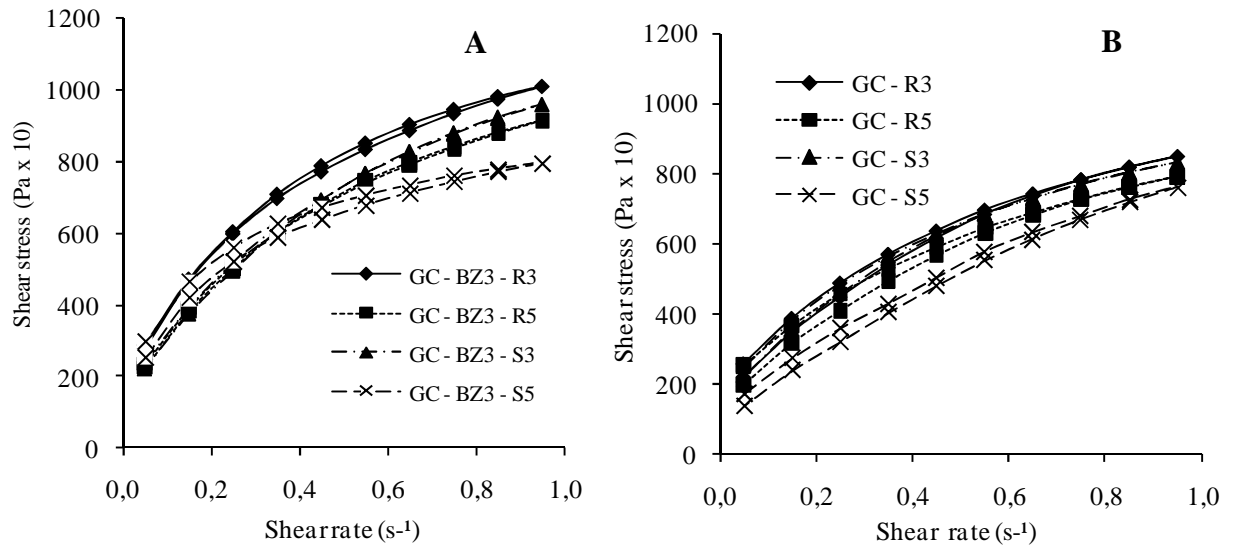 A
Shear stress (Pa x 10)
1200
1000
800
600
400
200
0
GC - BZ3 - R3
GC - BZ3 - R5
GC - BZ3 - S3
GC - BZ3 - S5
0,0 0,2 0,4 0,6 0,8 1,0
Shear rate (s-¹)
B
Shear stress (Pa x 10)
1200
1000
800
600
400
200
0
GC - R3
GC - R5
GC - S3
GC - S5
0,0 0,2 0,4 0,6 0,8 1,0
Shear rate (s-¹)